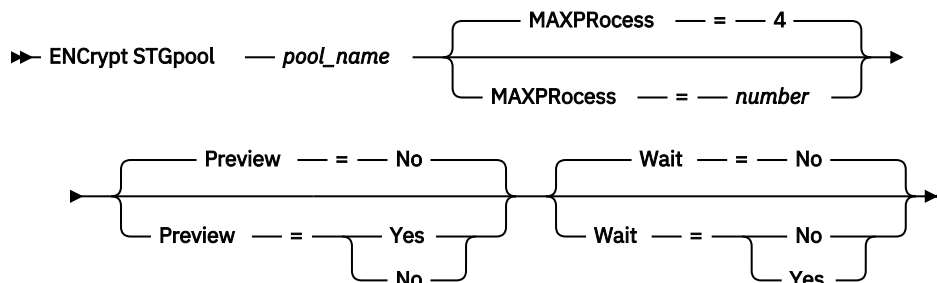 MAXPRocess = 4
ENCrypt STGpool pool_name
MAXPRocess = number
Preview = No Wait = No
Preview = Yes Wait = No
No Yes